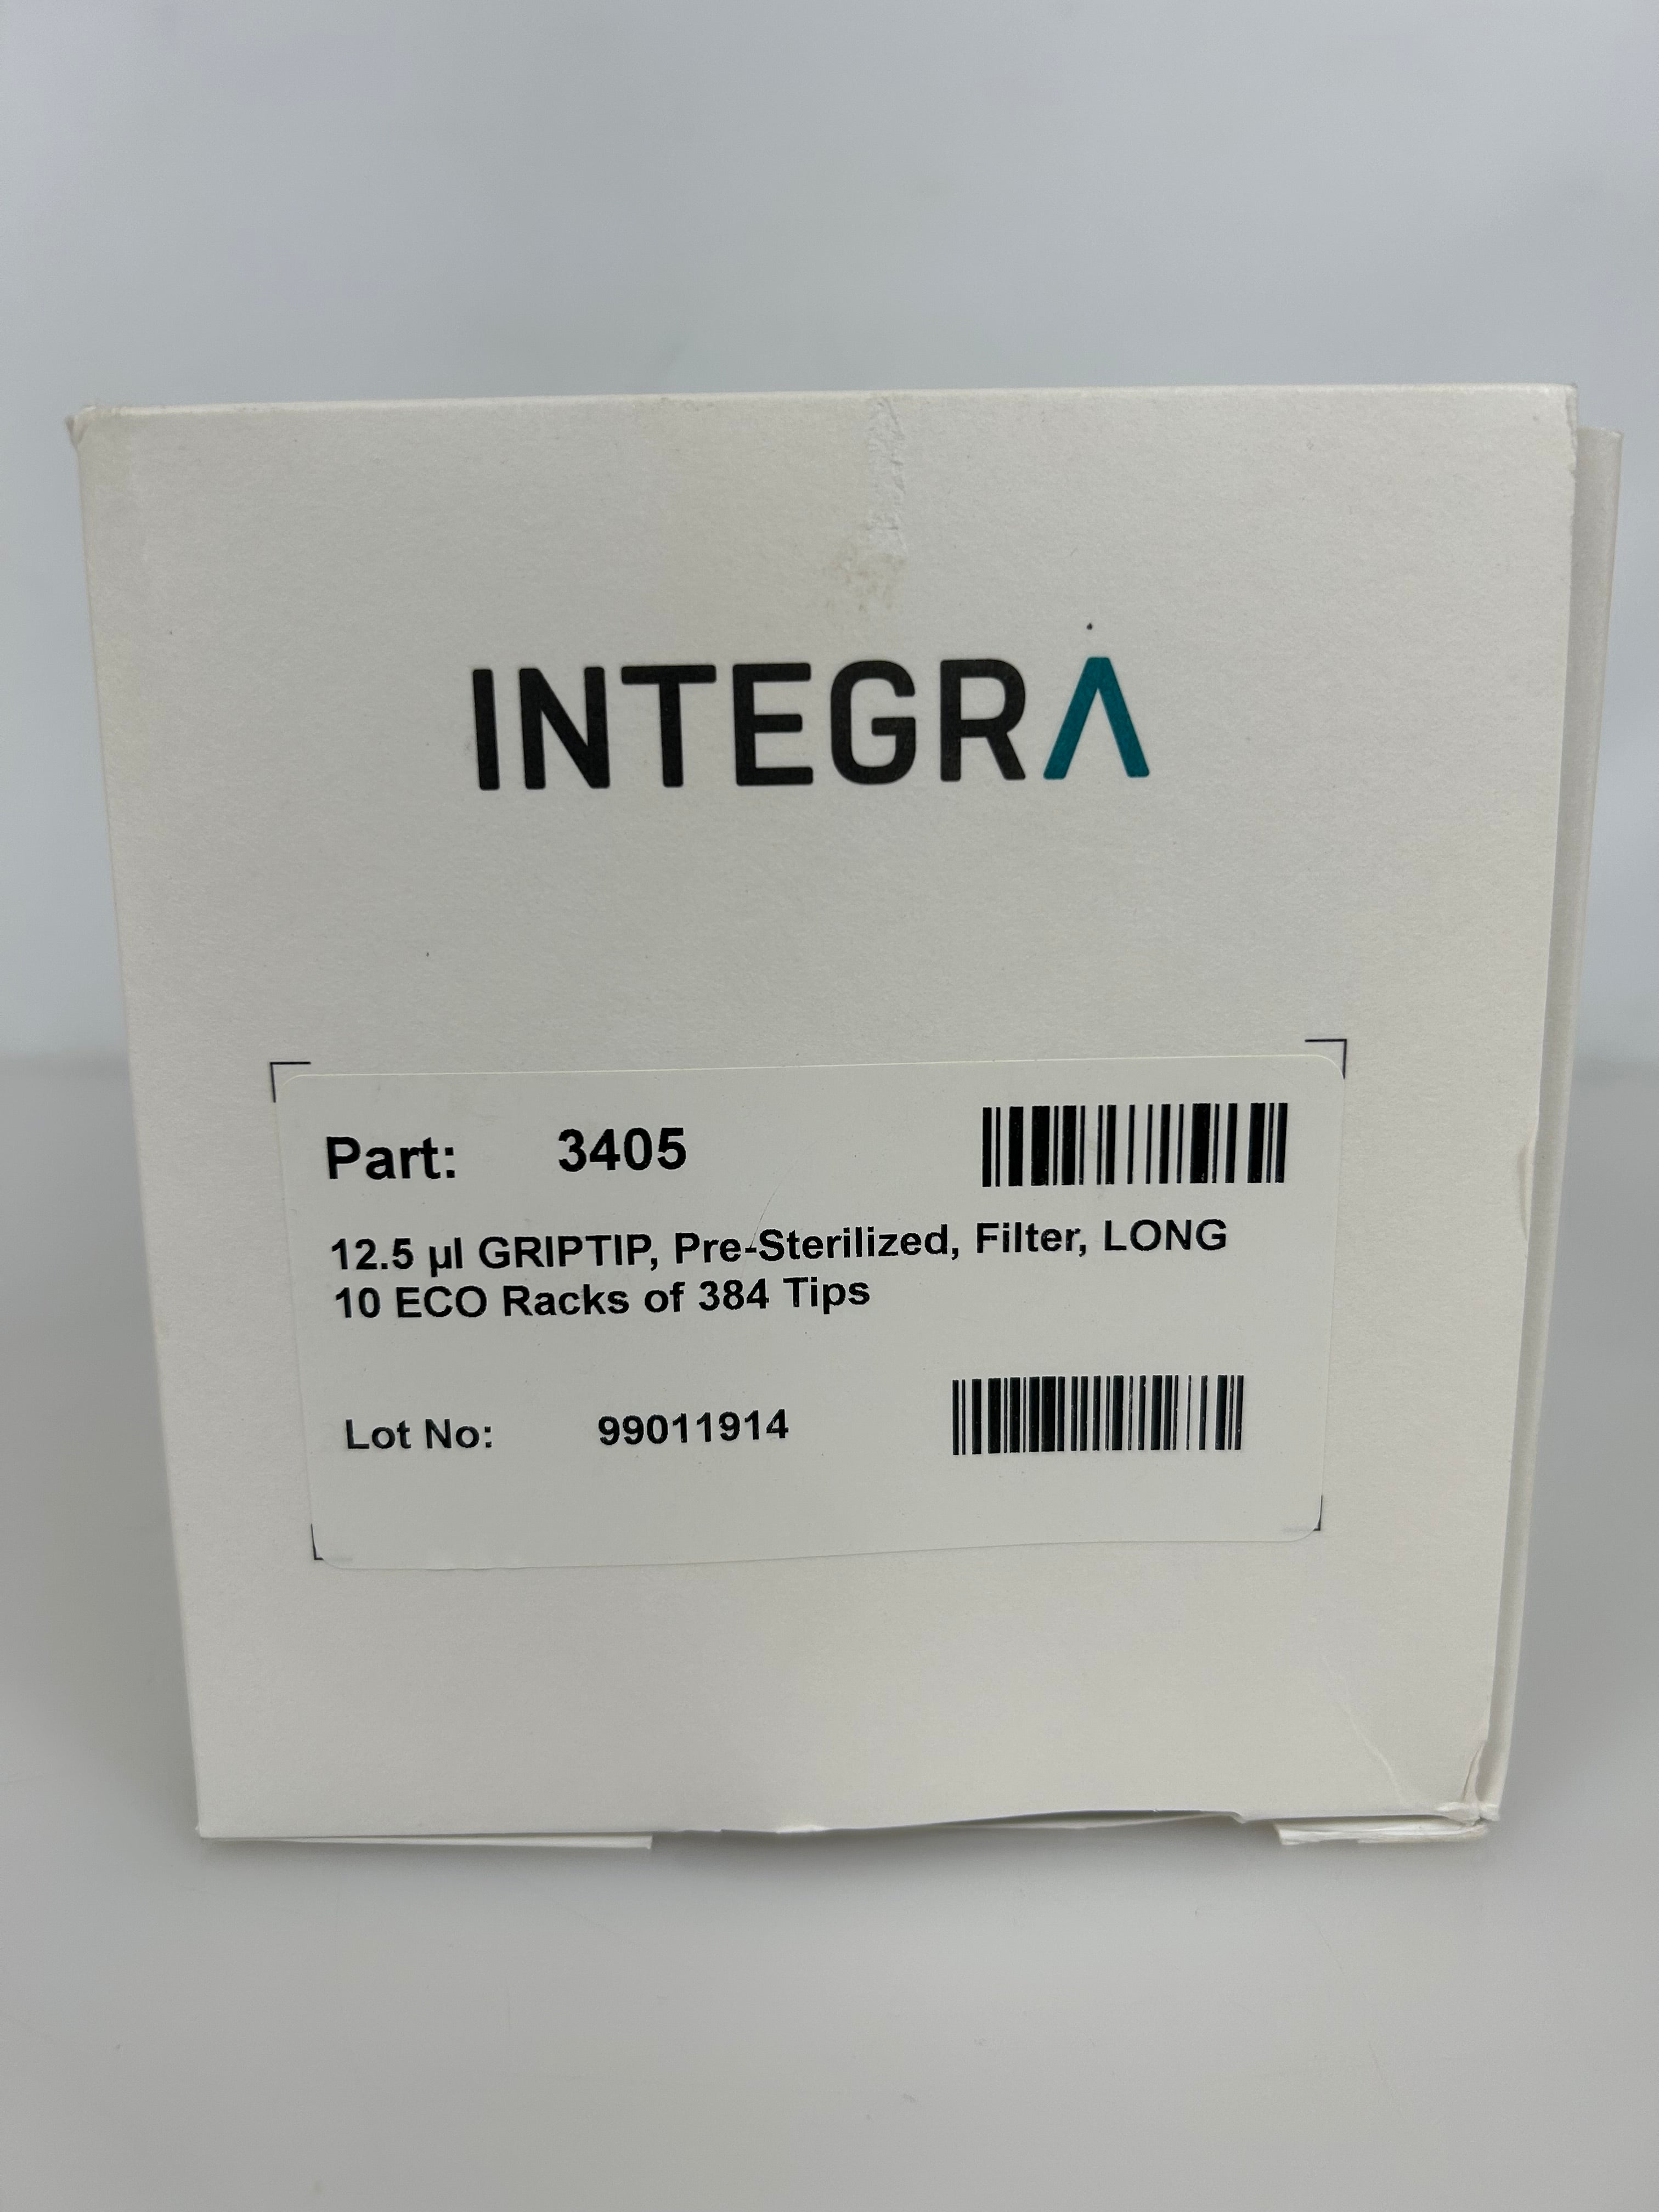 INTEGRA
Part: 3405
12.5 µl GRIPTIP, Pre-Sterilized, Filter, LONG
10 ECO Racks of 384 Tips
Lot No: 99011914